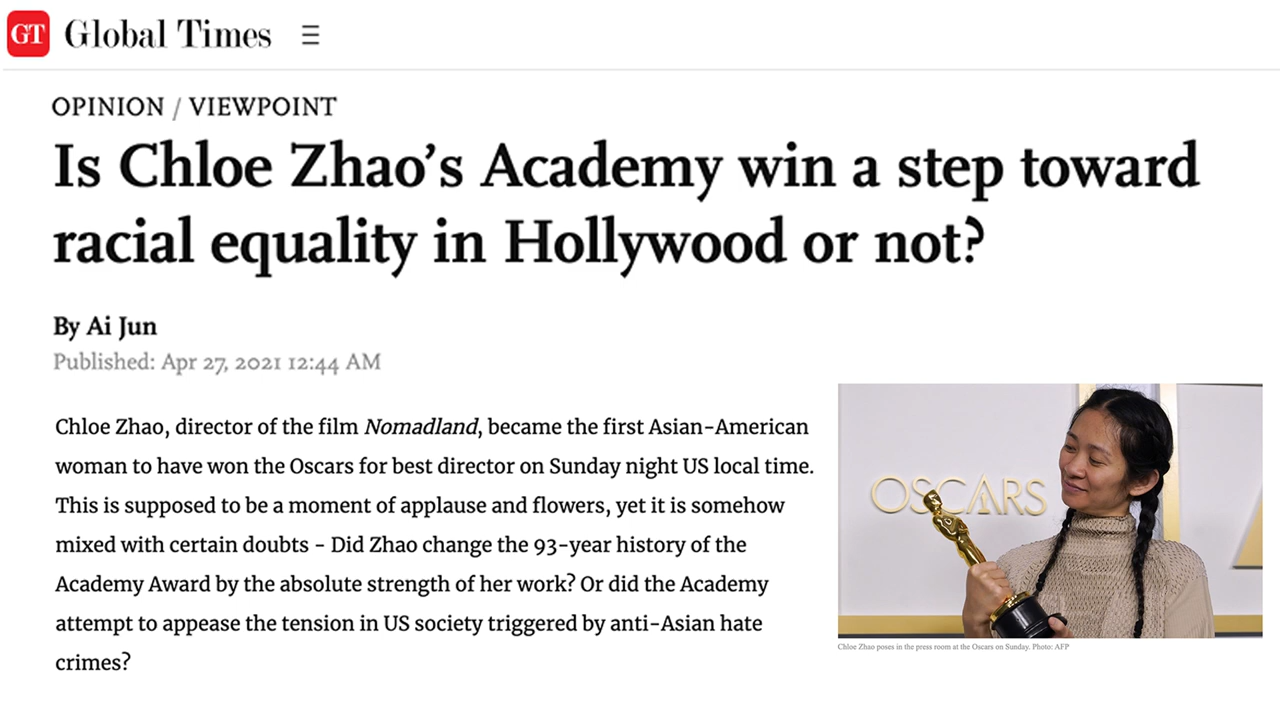 GT Global Times
OPINION / VIEWPOINT
Is Chloe Zhao’s Academy win a step toward
racial equality in Hollywood or not?
By Ai Jun
Published: Apr 27, 2021 12:44 AM
Chloe Zhao, director of the film Nomadland, became the first Asian-American
woman to have won the Oscars for best director on Sunday night US local time.
This is supposed to be a moment of applause and flowers, yet it is somehow
mixed with certain doubts - Did Zhao change the 93-year history of the
Academy Award by the absolute strength of her work? Or did the Academy
attempt to appease the tension in US society triggered by anti-Asian hate
crimes?
OSCARS
Chloe Zhao poses in the press room at the Oscars on Sunday. Photo: AFP